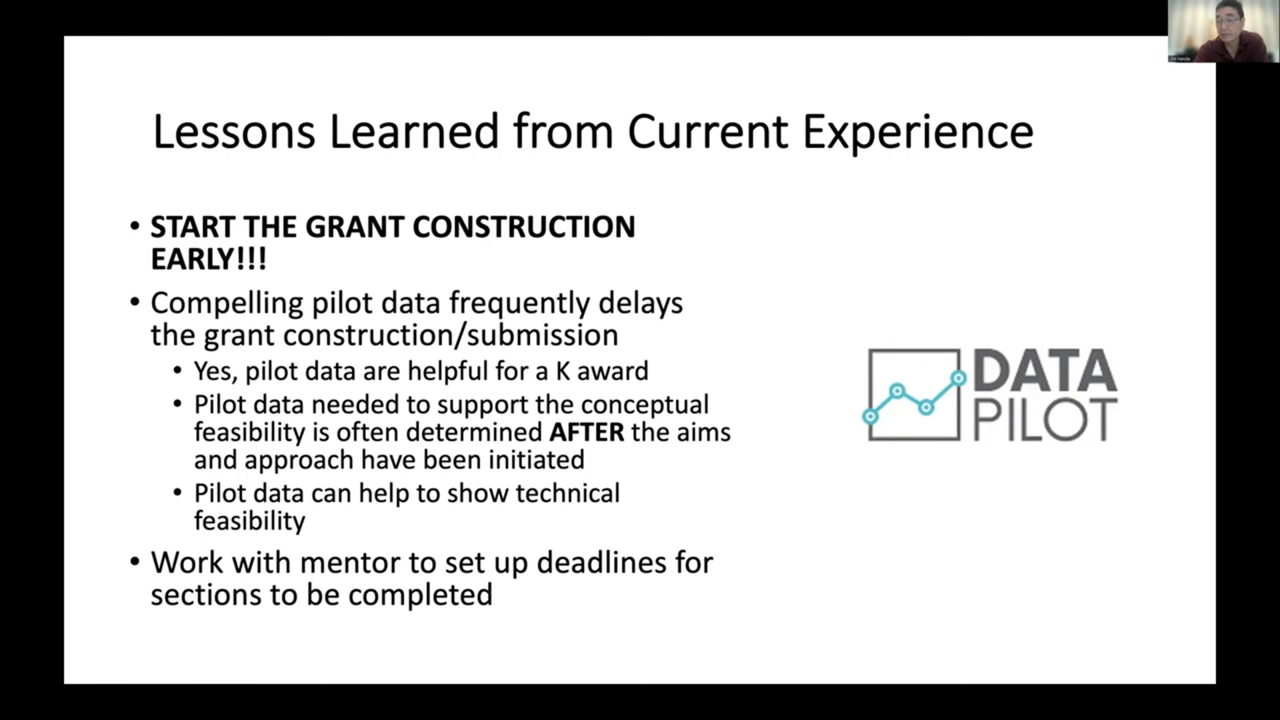 Lessons Learned from Current Experience
• START THE GRANT CONSTRUCTION
EARLY!!!
• Compelling pilot data frequently delays
the grant construction/submission
• Yes, pilot data are helpful for a K award
• Pilot data needed to support the conceptual
feasibility is often determined AFTER the aims
and approach have been initiated
• Pilot data can help to show technical
feasibility
• Work with mentor to set up deadlines for
sections to be completed
DATA
PILOT